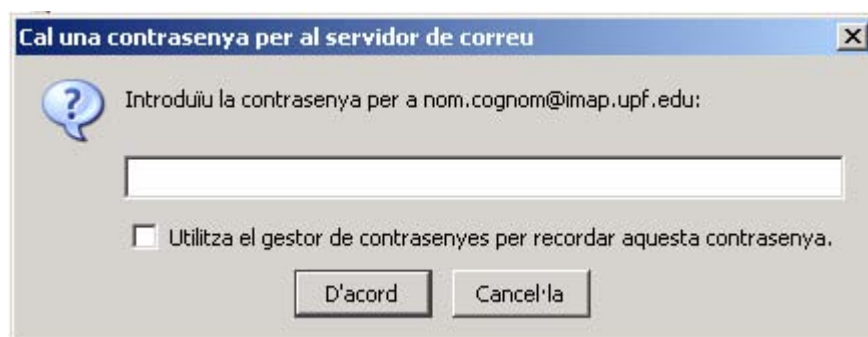 Cal una contrasenya per al servidor de correu
Introduïu la contrasenya per a nom.cognom@imap.upf.edu:
Utilitza el gestor de contrasenyes per recordar aquesta contrasenya.
D'acord
Cancel·la